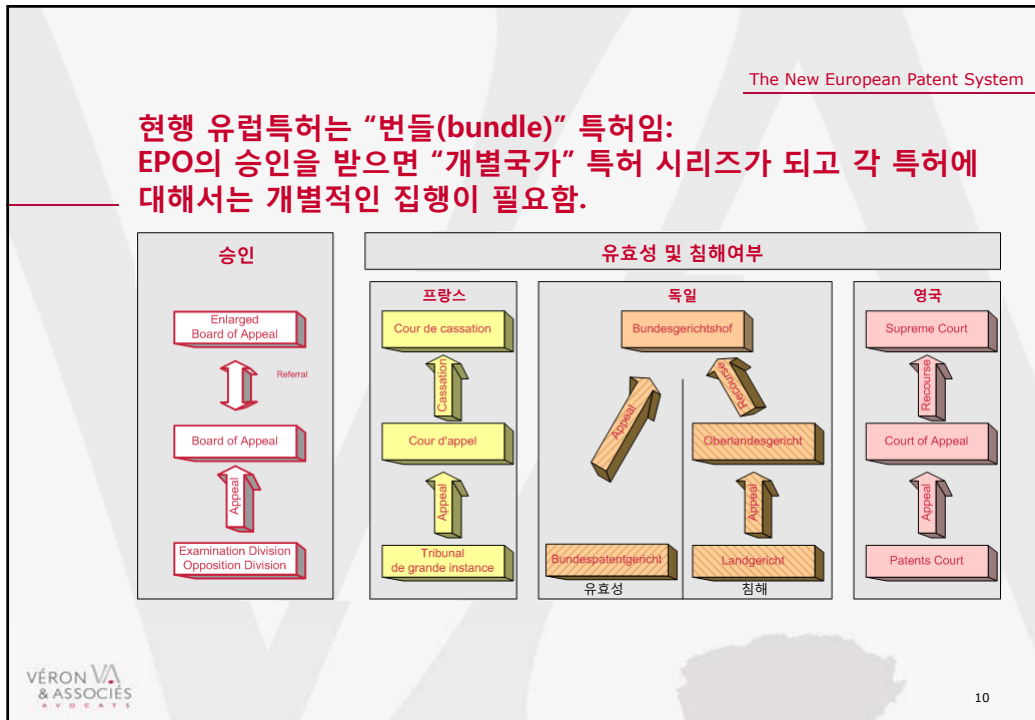 The New European Patent System
현행 유럽특허는 “번들(bundle)” 특허임:
EPO의 승인을 받으면 “개별국가” 특허 시리즈가 되고 각 특허에
대해서는 개별적인 집행이 필요함.
승인
Enlarged
Board of Appeal
Referral
Board of Appeal
Appeal
Examination Division
Opposition Division
유효성 및 침해여부
프랑스
Cour de cassation
Cassation
Cour d'appel
Appeal
Tribunal
de grande instance
독일
Bundesgerichtshof
Appeal
Recourse
Oberlandesgericht
Appeal
Bundespatentgericht
Landgericht
유효성
침해
영국
Supreme Court
Recourse
Court of Appeal
Appeal
Patents Court
VÉRON VA
& ASSOCIÉS
AVOCATS
10